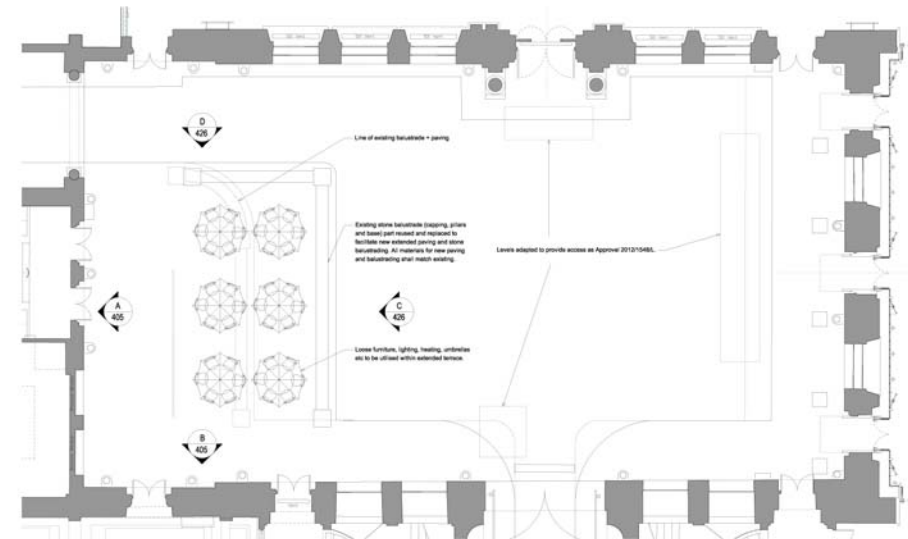 D
426
Line of existing balustrade + paving
Existing stone balustrade (capping, pillars
and base) part reused and replaced to
facilitate new extended paving and stone
balustrading. All materials for new paving
and balustrading shall match existing.
Levels adapted to provide access as Approval 2012/1548/L.
A
405
C
426
Loose furniture, lighting, heating, umbrellas
etc to be utilised within extended terrace.
B
405